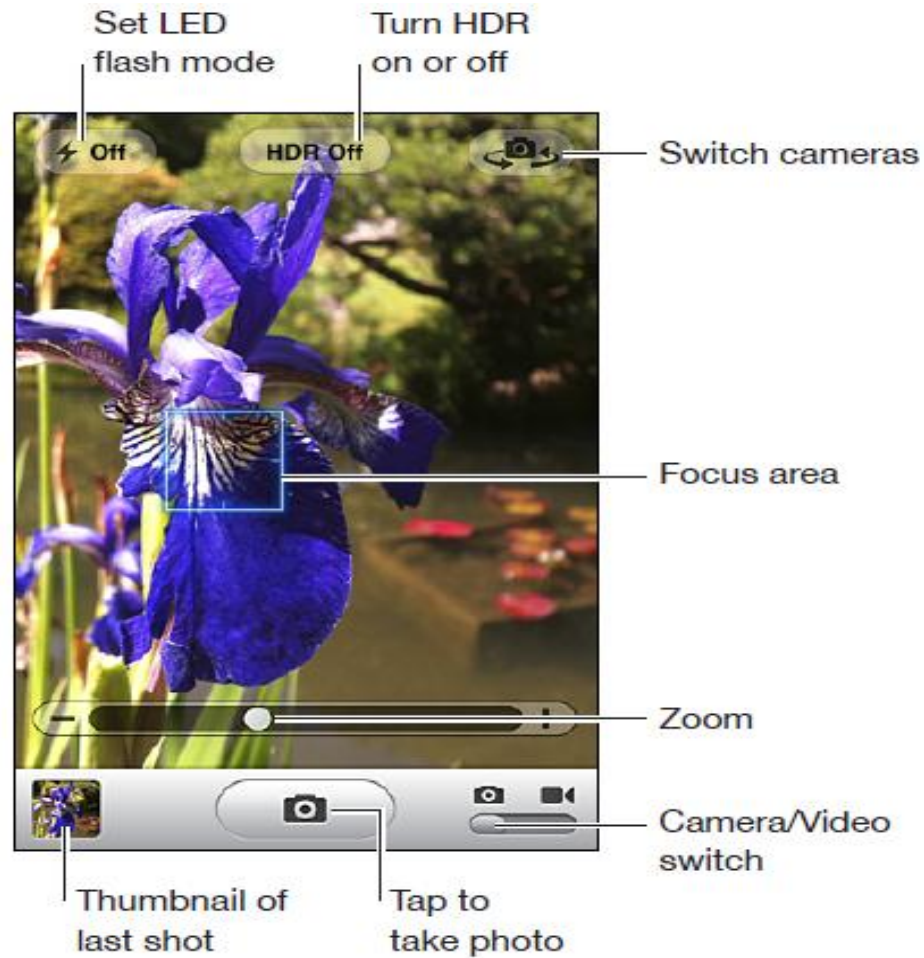 Set LED
flash mode
Turn HDR
on or off
Off
HDR Off
Switch cameras
Focus area
Zoom
Camera/Video
switch
Thumbnail of
last shot
Tap to
take photo